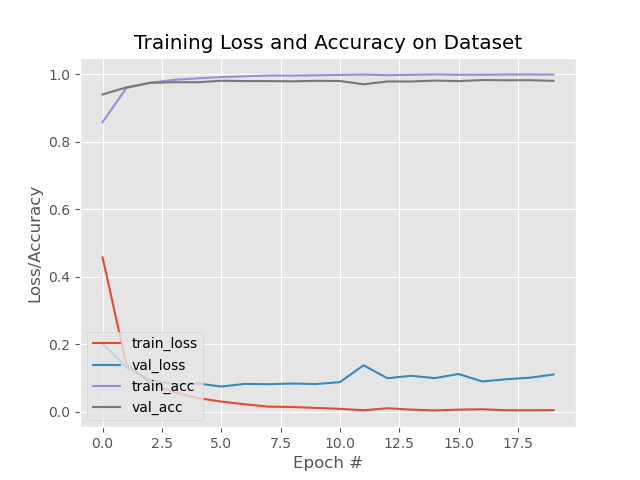 Training Loss and Accuracy on Dataset
1.0
0.8
0.6
0.4
0.2
0.0
Loss/Accuracy
train_loss
val_loss
train_acc
val_acc
0.0 2.5 5.0 7.5 10.0 12.5 15.0 17.5
Epoch #